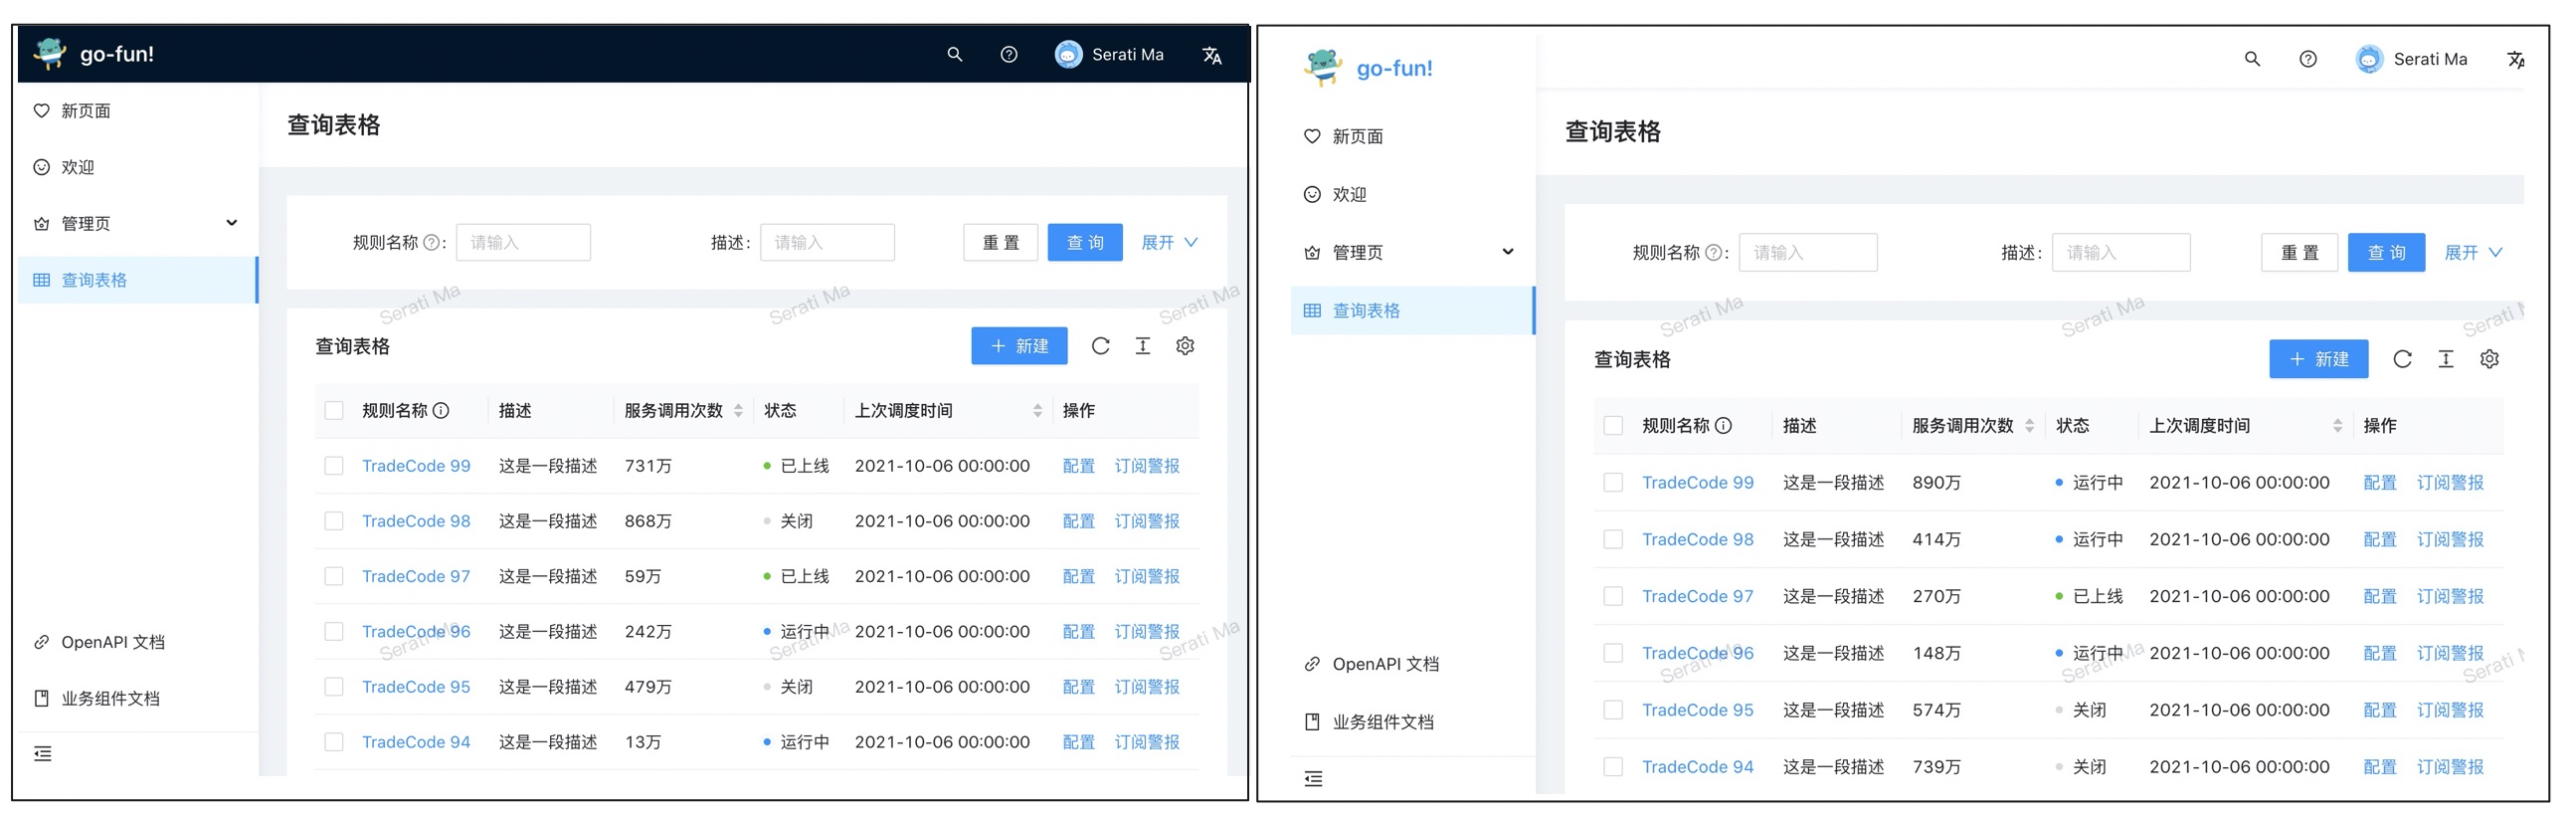 go-fun!
Serati Ma
新页面
欢迎
管理页
查询表格
OpenAPI 文档
业务组件文档
查询表格
规则名称 : 请输入 描述: 请输入 重 置 查 询 展开
Serati Ma Serati Ma Serati Ma
查询表格 + 新建
规则名称 描述 服务调用次数 状态 上次调度时间 操作
TradeCode 99 这是一段描述 731万 已上线 2021-10-06 00:00:00 配置 订阅警报
TradeCode 98 这是一段描述 868万 关闭 2021-10-06 00:00:00 配置 订阅警报
TradeCode 97 这是一段描述 59万 已上线 2021-10-06 00:00:00 配置 订阅警报
TradeCode 96 这是一段描述 242万 运行中 2021-10-06 00:00:00 配置 订阅警报
Serati Ma Serati Ma Serati Ma
TradeCode 95 这是一段描述 479万 关闭 2021-10-06 00:00:00 配置 订阅警报
TradeCode 94 这是一段描述 13万 运行中 2021-10-06 00:00:00 配置 订阅警报
go-fun!
Serati Ma
新页面
欢迎
管理页
查询表格
OpenAPI 文档
业务组件文档
查询表格
规则名称 : 请输入 描述: 请输入 重 置 查 询 展开
Serati Ma Serati Ma Serati
查询表格 + 新建
规则名称 描述 服务调用次数 状态 上次调度时间 操作
TradeCode 99 这是一段描述 890万 运行中 2021-10-06 00:00:00 配置 订阅警报
TradeCode 98 这是一段描述 414万 运行中 2021-10-06 00:00:00 配置 订阅警报
TradeCode 97 这是一段描述 270万 已上线 2021-10-06 00:00:00 配置 订阅警报
TradeCode 96 这是一段描述 148万 运行中 2021-10-06 00:00:00 配置 订阅警报
Serati Ma Serati Ma Serati
TradeCode 95 这是一段描述 574万 关闭 2021-10-06 00:00:00 配置 订阅警报
TradeCode 94 这是一段描述 739万 关闭 2021-10-06 00:00:00 配置 订阅警报